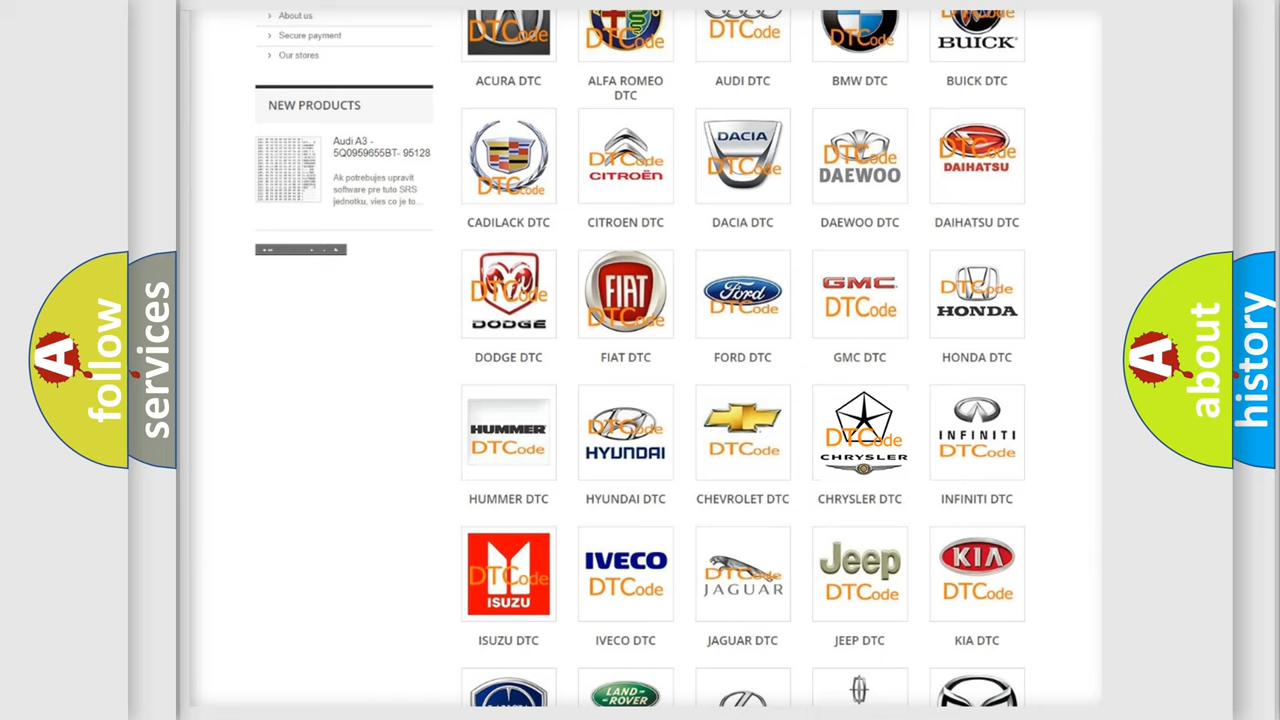 About us
Secure payment
Our stores
NEW PRODUCTS
Audi A3 -
5Q0959655BT- 95128
Ak potrebujes upravit
software pre tuto SRS
jednotku, vies co je to...
DTCode
DTCode
DTCode
DTCode
BUICK
ACURA DTC
ALFA ROMEO
DTC
AUDI DTC
BMW DTC
BUICK DTC
DTCode
DTCode
CITROËN
DACIA
DTCode
DTCode
DAEWOO
DTCode
DAIHATSU
CADILACK DTC
CITROEN DTC
DACIA DTC
DAEWOO DTC
DAIHATSU DTC
DTCode
DODGE
FIAT
DTCode
Ford
DTCode
GMC
DTCode
DTCode
HONDA
DODGE DTC
FIAT DTC
FORD DTC
GMC DTC
HONDA DTC
HUMMER
DTCode
DTCode
HYUNDAI
DTCode
DTCode
CHRYSLER
INFINITI
DTCode
HUMMER DTC
HYUNDAI DTC
CHEVROLET DTC
CHRYSLER DTC
INFINITI DTC
DTCode
ISUZU
IVECO
DTCode
DTCode
JAGUAR
Jeep
DTCode
KIA
DTCode
ISUZU DTC
IVECO DTC
JAGUAR DTC
JEEP DTC
KIA DTC
LAND-
ROVER
A
follow
services
A
about
history